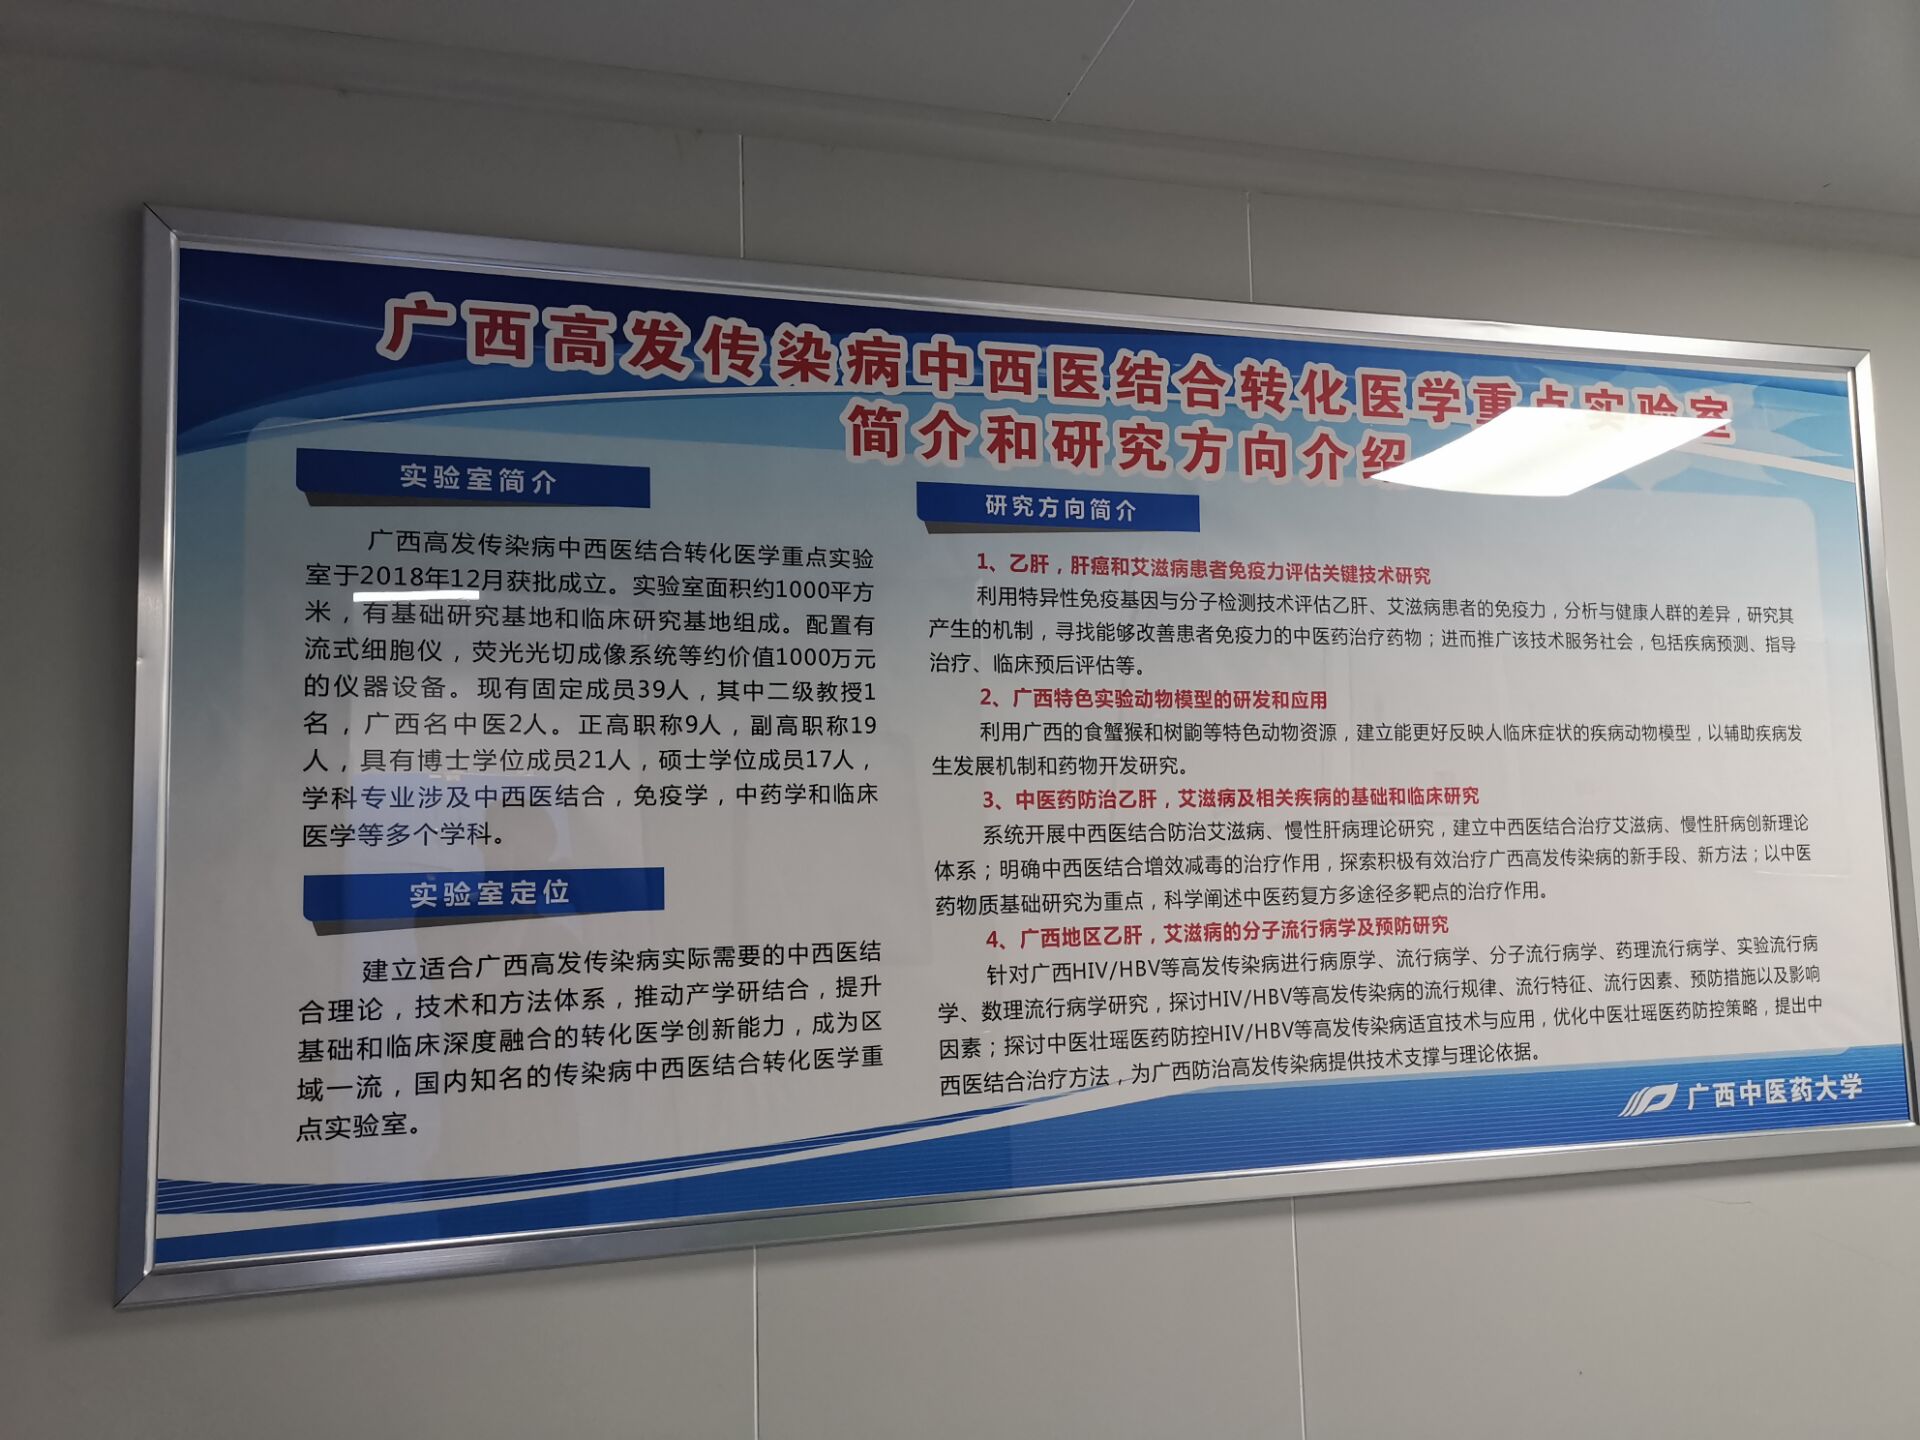 广西高发传染病中西医结合转化医学重点实验室
简介和研究方向介绍
实验室简介
广西高发传染病中西医结合转化医学重点实验
室于2018年12月获批成立。实验室面积约1000平方
米，有基础研究基地和临床研究基地组成。配置有
流式细胞仪，荧光光切成像系统等约价值1000万元
的仪器设备。现有固定成员39人，其中二级教授1
名，广西名中医2人。正高职称9人，副高职称19
人，具有博士学位成员21人，硕士学位成员17人，
学科专业涉及中西医结合，免疫学，中药学和临床
医学等多个学科。
实验室定位
建立适合广西高发传染病实际需要的中西医结
合理论，技术和方法体系，推动产学研结合，提升
基础和临床深度融合的转化医学创新能力，成为区
域一流，国内知名的传染病中西医结合转化医学重
点实验室。
研究方向简介
1、乙肝，肝癌和艾滋病患者免疫力评估关键技术研究
利用特异性免疫基因与分子检测技术评估乙肝、艾滋病患者的免疫力，分析与健康人群的差异，研究其
产生的机制，寻找能够改善患者免疫力的中医药治疗药物；进而推广该技术服务社会，包括疾病预测、指导
治疗、临床预后评估等。
2、广西特色实验动物模型的研发和应用
利用广西的食蟹猴和树鼩等特色动物资源，建立能更好反映人临床症状的疾病动物模型，以辅助疾病发
生发展机制和药物开发研究。
3、中医药防治乙肝，艾滋病及相关疾病的基础和临床研究
系统开展中西医结合防治艾滋病、慢性肝病理论研究，建立中西医结合治疗艾滋病、慢性肝病创新理论
体系；明确中西医结合增效减毒的治疗作用，探索积极有效治疗广西高发传染病的新手段、新方法；以中医
药物质基础研究为重点，科学阐述中医药复方多途径多靶点的治疗作用。
4、广西地区乙肝，艾滋病的分子流行病学及预防研究
针对广西HIV/HBV等高发传染病进行病原学、流行病学、分子流行病学、药理流行病学、实验流行病
学、数理流行病学研究，探讨HIV/HBV等高发传染病的流行规律、流行特征、流行因素、预防措施以及影响
因素；探讨中医壮瑶医药防控HIV/HBV等高发传染病适宜技术与应用，优化中医壮瑶医药防控策略，提出中
西医结合治疗方法，为广西防治高发传染病提供技术支撑与理论依据。
广西中医药大学